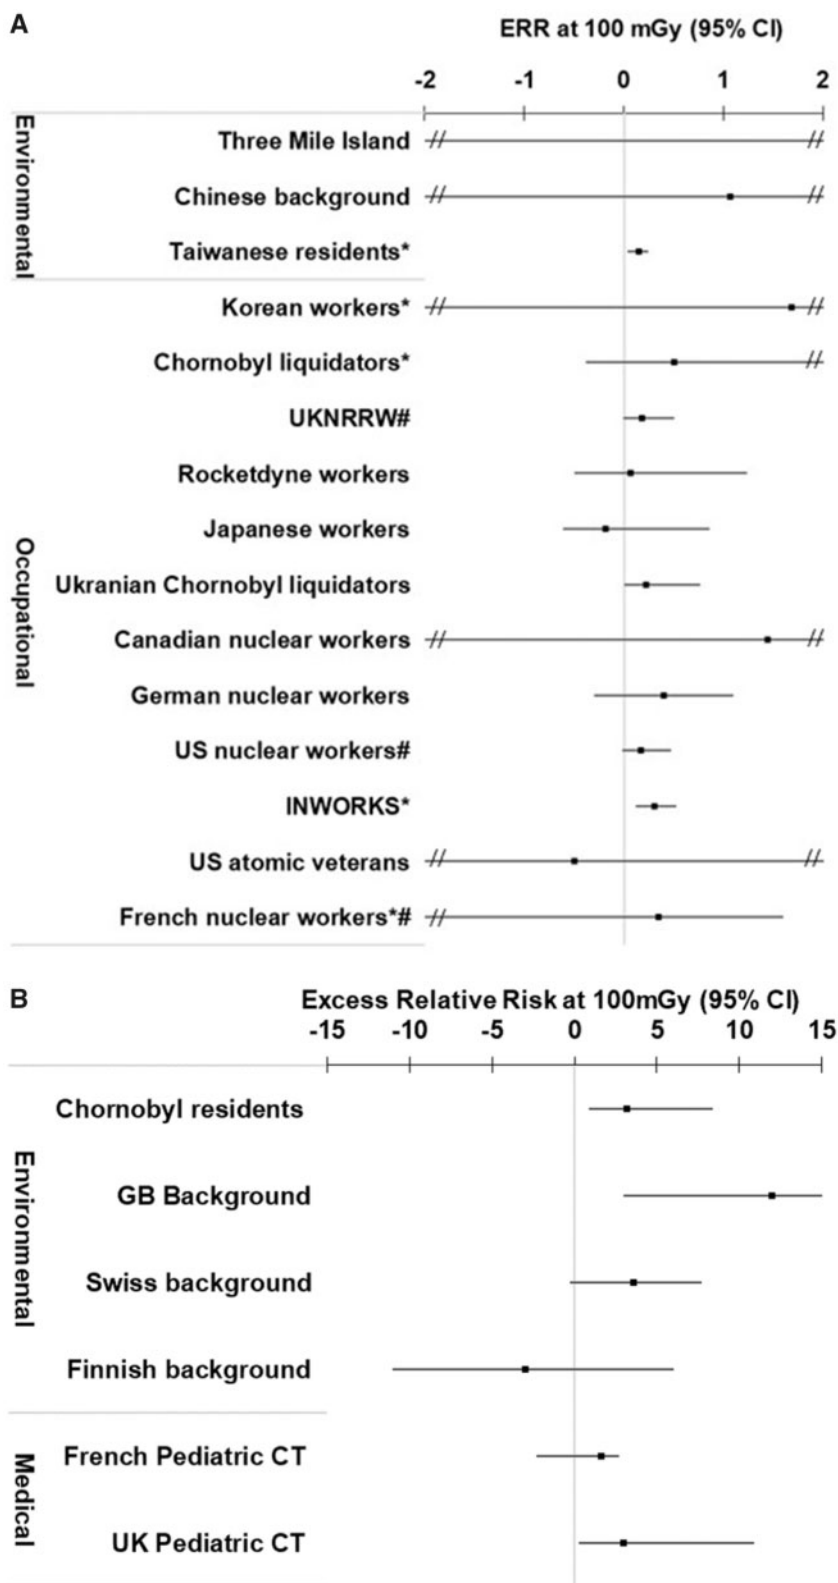 A
ERR at 100 mGy (95% CI)
-2 -1 0 1 2
Environmental
Three Mile Island
Chinese background
Taiwanese residents*
Occupational
Korean workers*
Chornobyl liquidators*
UKNRRW#
Rocketdyne workers
Japanese workers
Ukranian Chornobyl liquidators
Canadian nuclear workers
German nuclear workers
US nuclear workers#
INWORKS*
US atomic veterans
French nuclear workers*#
B
Excess Relative Risk at 100mGy (95% CI)
-15 -10 -5 0 5 10 15
Environmental
Chornobyl residents
GB Background
Swiss background
Finnish background
Medical
French Pediatric CT
UK Pediatric CT